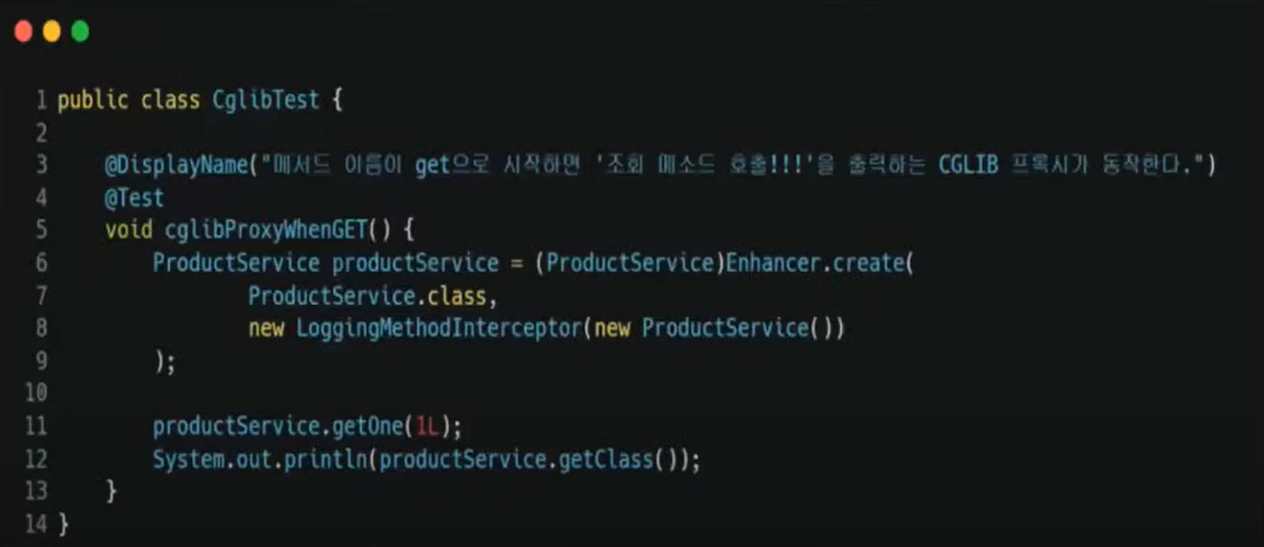 1 public class CglibTest {
2
3 @DisplayName("메서드 이름이 get으로 시작하면 '조회 메소드 호출!!!'을 출력하는 CGLIB 프록시가 동작한다.")
4 @Test
5 void cglibProxyWhenGET() {
6 ProductService productService = (ProductService)Enhancer.create(
7 ProductService.class,
8 new LoggingMethodInterceptor(new ProductService())
9 );
10
11 productService.getOne(1L);
12 System.out.println(productService.getClass());
13 }
14 }